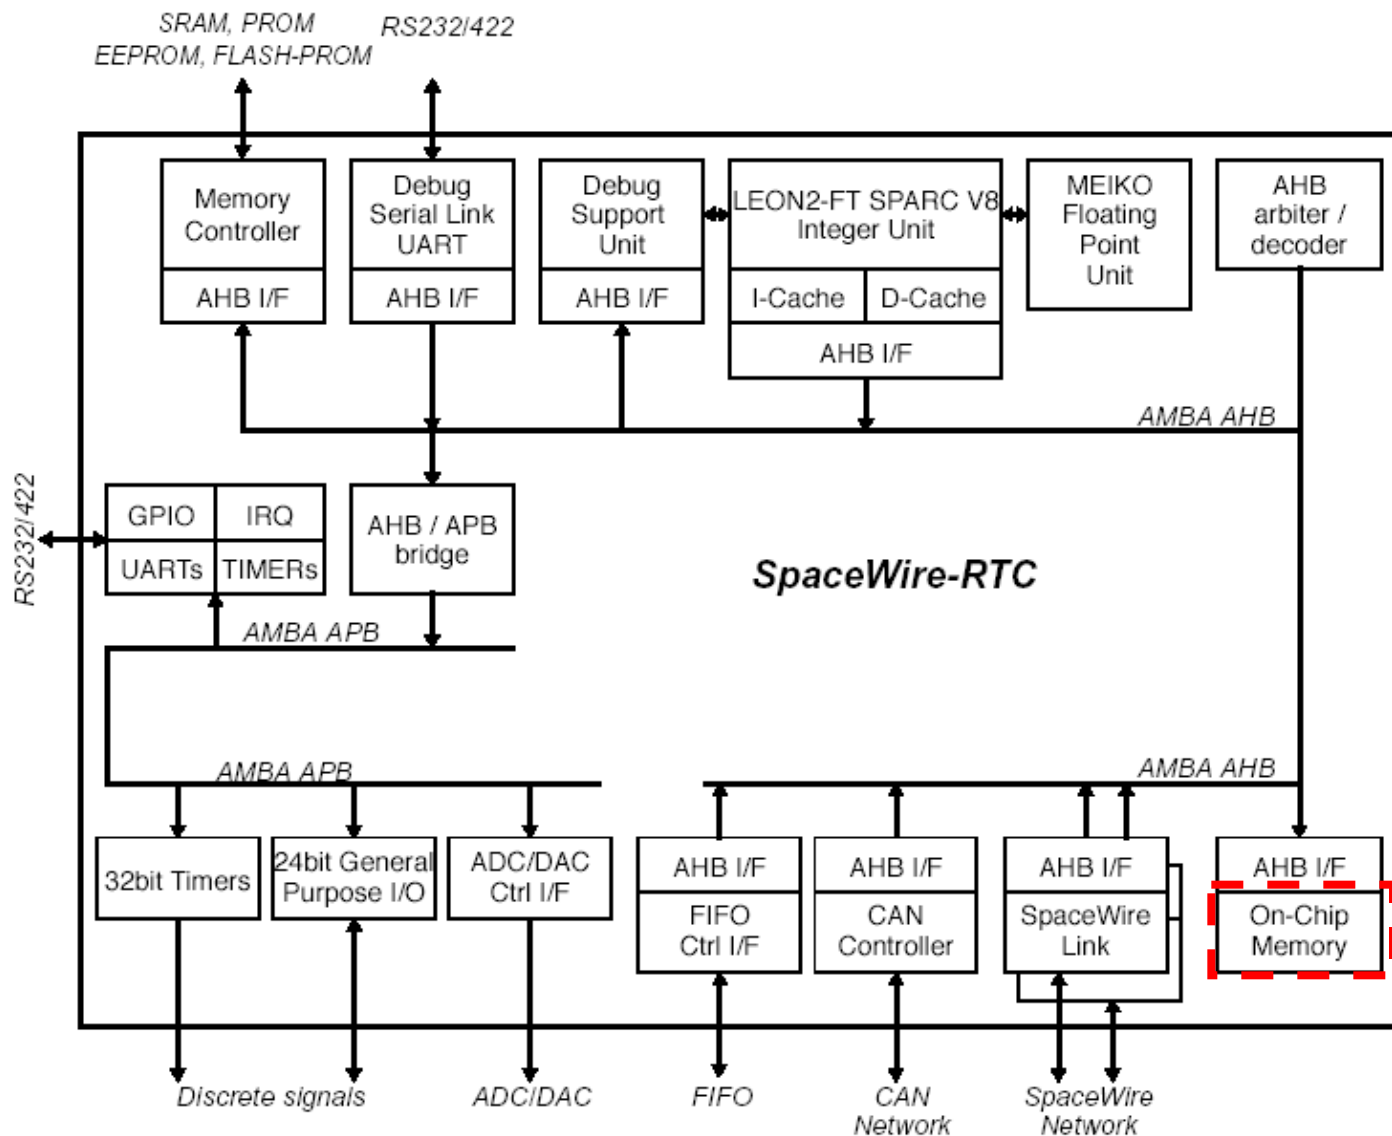 SRAM, PROM
EEPROM, FLASH-PROM
RS232/422
Memory
Controller
AHB I/F
Debug
Serial Link
UART
AHB I/F
Debug
Support
Unit
AHB I/F
LEON2-FT SPARC V8
Integer Unit
I-Cache
D-Cache
AHB I/F
MEIKO
Floating
Point
Unit
AHB
arbiter /
decoder
AMBA AHB
RS232/422
GPIO
IRQ
UARTs
TIMERs
AHB / APB
bridge
SpaceWire-RTC
AMBA APB
AMBA APB
AMBA AHB
32bit Timers
24bit General
Purpose I/O
ADC/DAC
Ctrl I/F
AHB I/F
FIFO
Ctrl I/F
AHB I/F
CAN
Controller
AHB I/F
SpaceWire
Link
AHB I/F
On-Chip
Memory
Discrete signals
ADC/DAC
FIFO
CAN
Network
SpaceWire
Network